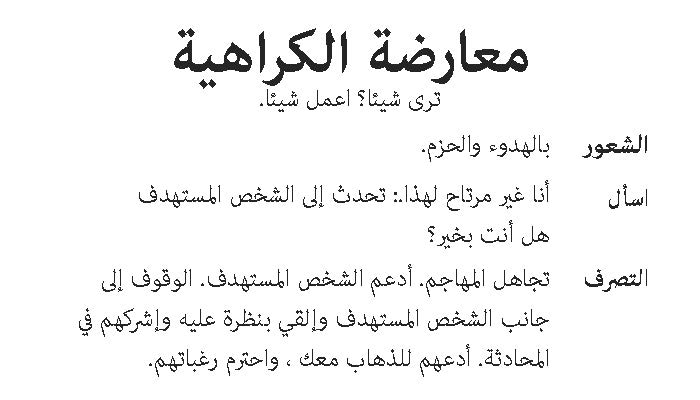 معارضة الكراهية
ترى شيئا؟ اعمل شيئا.
الشعور بالهدوء والحزم.
اسأل أنا غير مرتاح لهذا.: تحدث إلى الشخص المستهدف
هل أنت بخير؟
التصرف تجاهل المهاجم. أدعم الشخص المستهدف. الوقوف إلى
جانب الشخص المستهدف وإلقي بنظرة عليه وإشركهم في
المحادثة. أدعهم للذهاب معك ، واحترم رغباتهم.